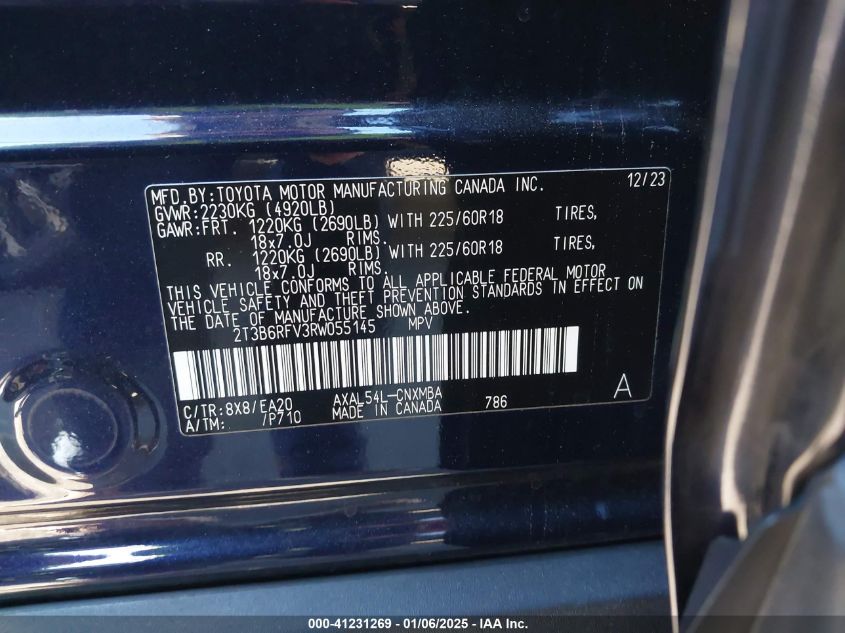 MFD.BY:TOYOTA MOTOR MANUFACTURING CANADA INC. 12/23
GVWR:2230KG (4920LB)
GAWR:FRT. 1220KG (2690LB) WITH 225/60R18 TIRES,
18x7.0J RIMS.
RR. 1220KG (2690LB) WITH 225/60R18 TIRES,
18x7.0J RIMS.
THIS VEHICLE CONFORMS TO ALL APPLICABLE FEDERAL MOTOR
VEHICLE SAFETY AND THEFT PREVENTION STANDARDS IN EFFECT ON
THE DATE OF MANUFACTURE SHOWN ABOVE.
2T3B6RFV3RW055145 MPV
C/TR:8X8/EA20 AXAL54L-CNXMBA
A/TM: /P710 MADE IN CANADA 786 A
000-41231269 - 01/06/2025 - IAA Inc.